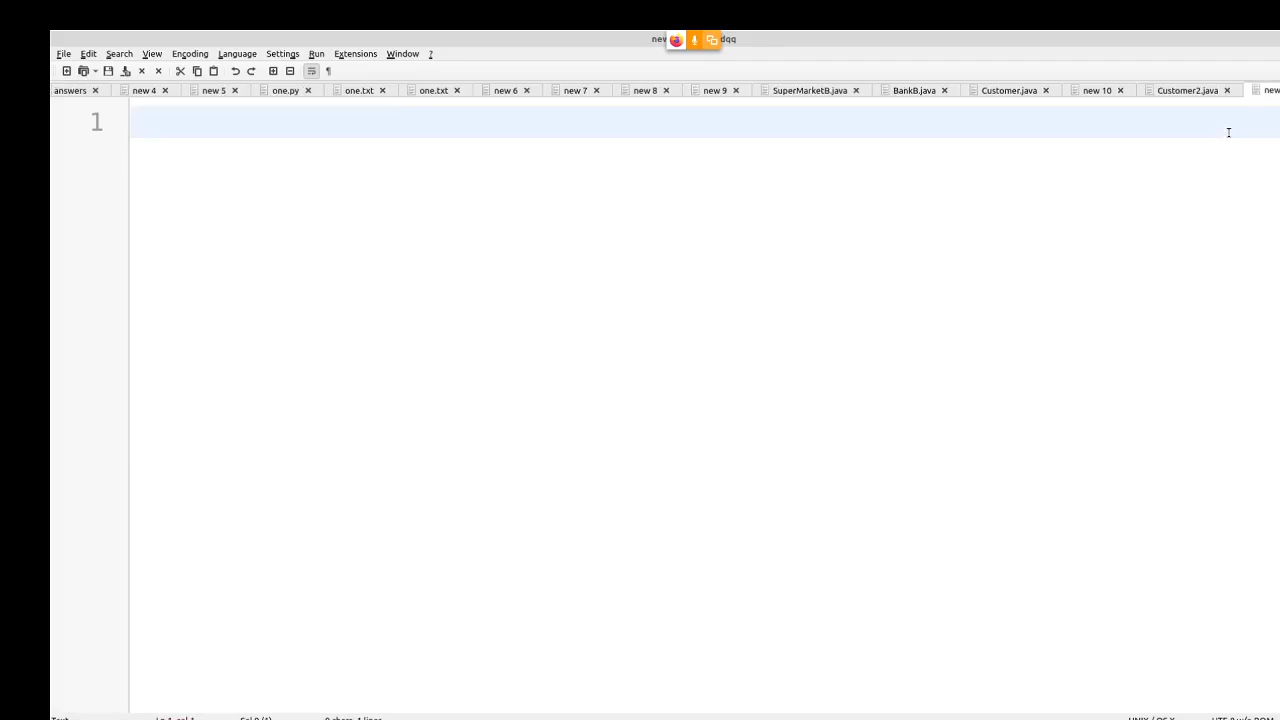 dqq
File Edit Search View Encoding Language Settings Run Extensions Window ?
answers new 4 new 5 one.py one.txt one.txt new 6 new 7 new 8 new 9 SuperMarketB.java BankB.java Customer.java new 10 Customer2.java new
1